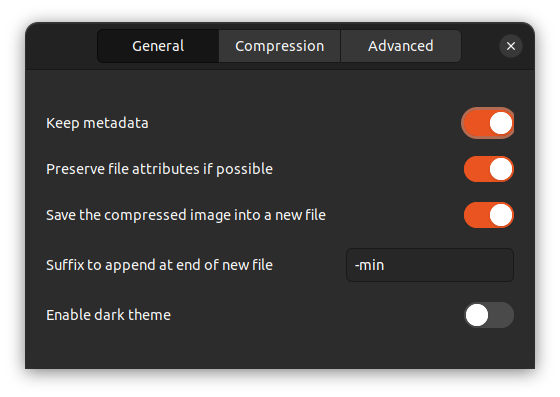 General
Compression
Advanced
Keep metadata
Preserve file attributes if possible
Save the compressed image into a new file
Suffix to append at end of new file
-min
Enable dark theme